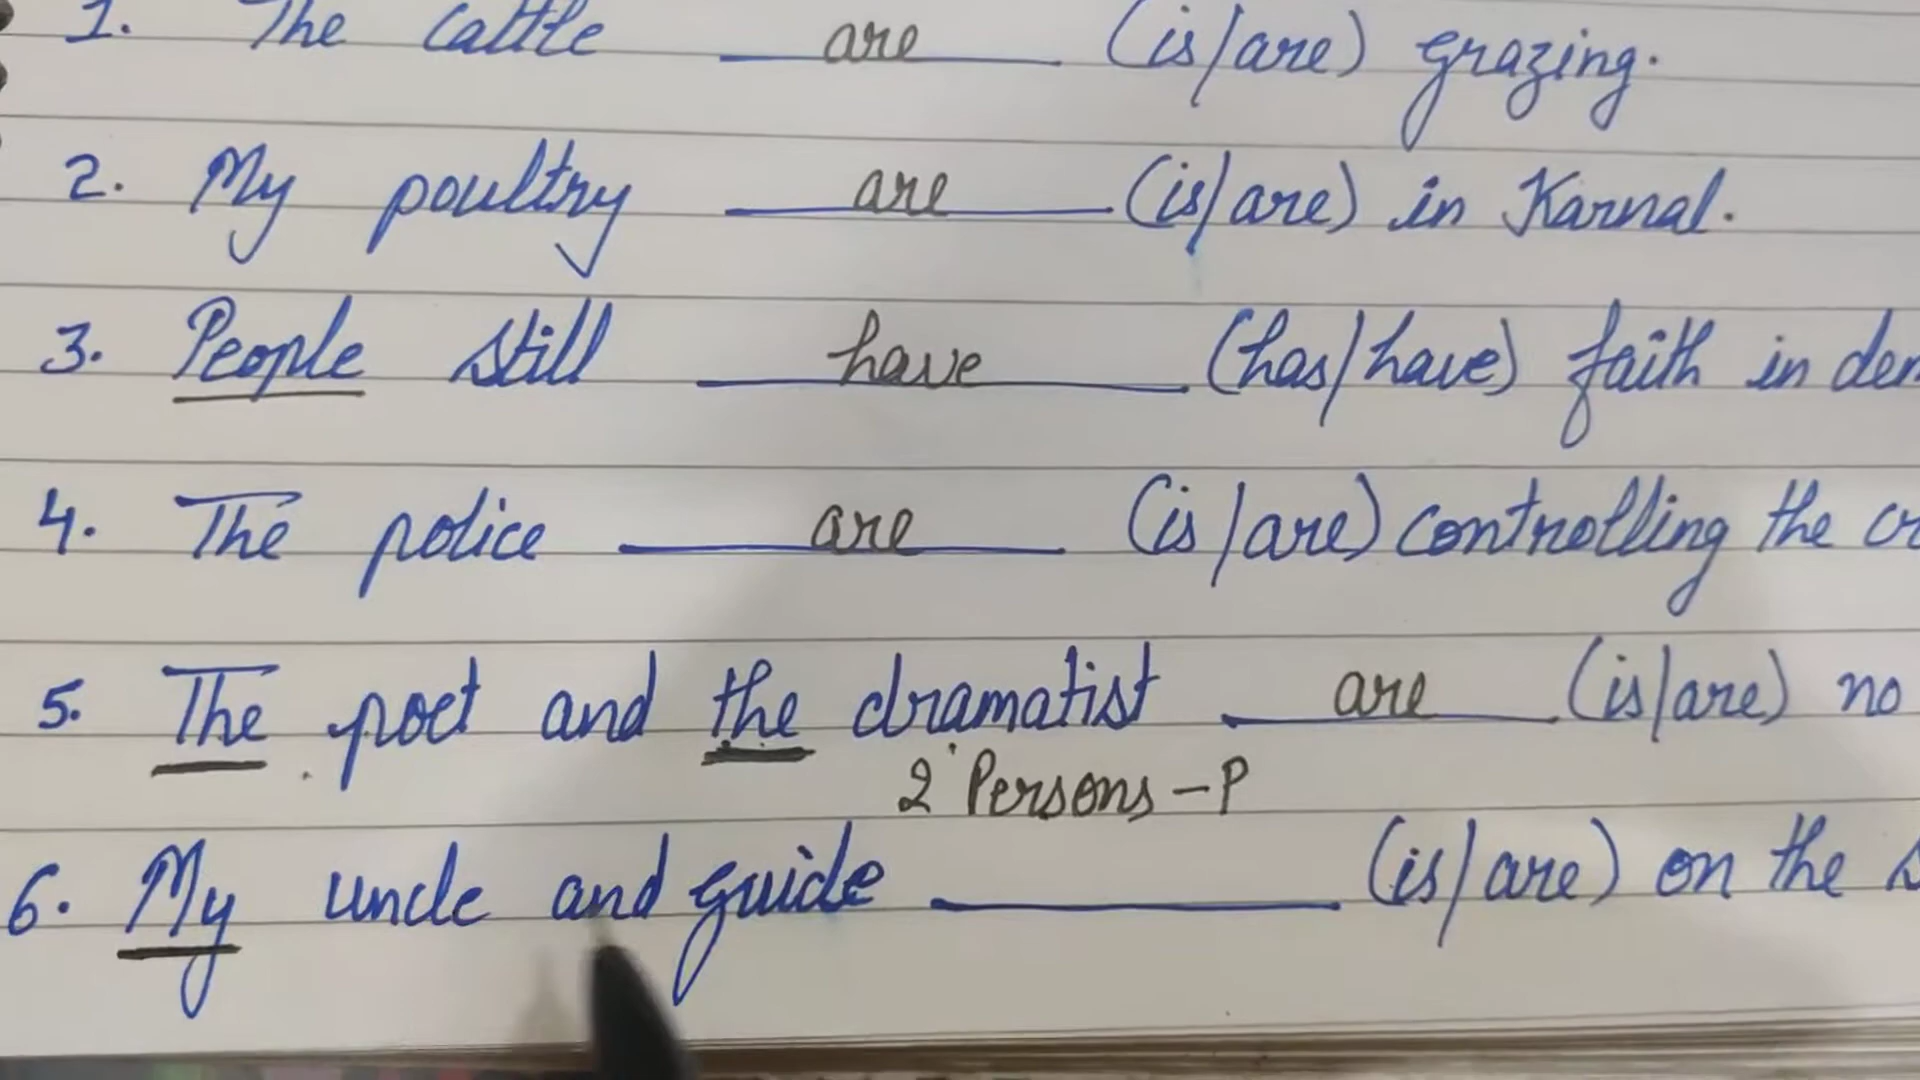 1. The cattle are (is/are) grazing.
2. My poultry are (is/are) in Karnal.
3. People still have (has/have) faith in
4. The police are (is/are) controlling the
5. The poet and the dramatist are (is/are) no
2 Persons - P
6. My uncle and guide (is/are) on the